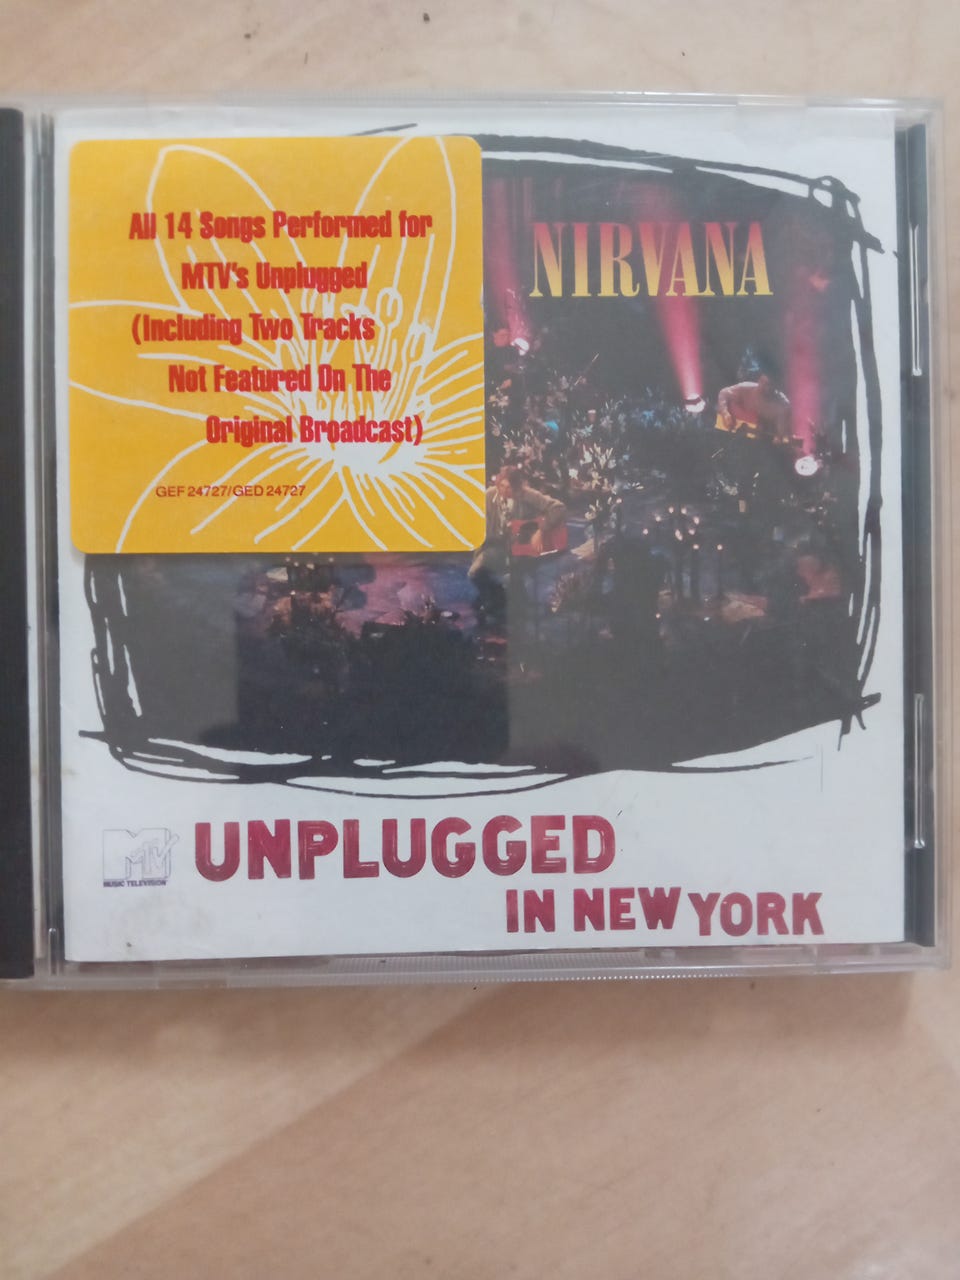 All 14 Songs Performed for
MTV's Unplugged
(Including Two Tracks
Not Featured On The
Original Broadcast)
GEF 24727/GED 24727
NIRVANA
MTV
MUSIC TELEVISION
UNPLUGGED
IN NEW YORK